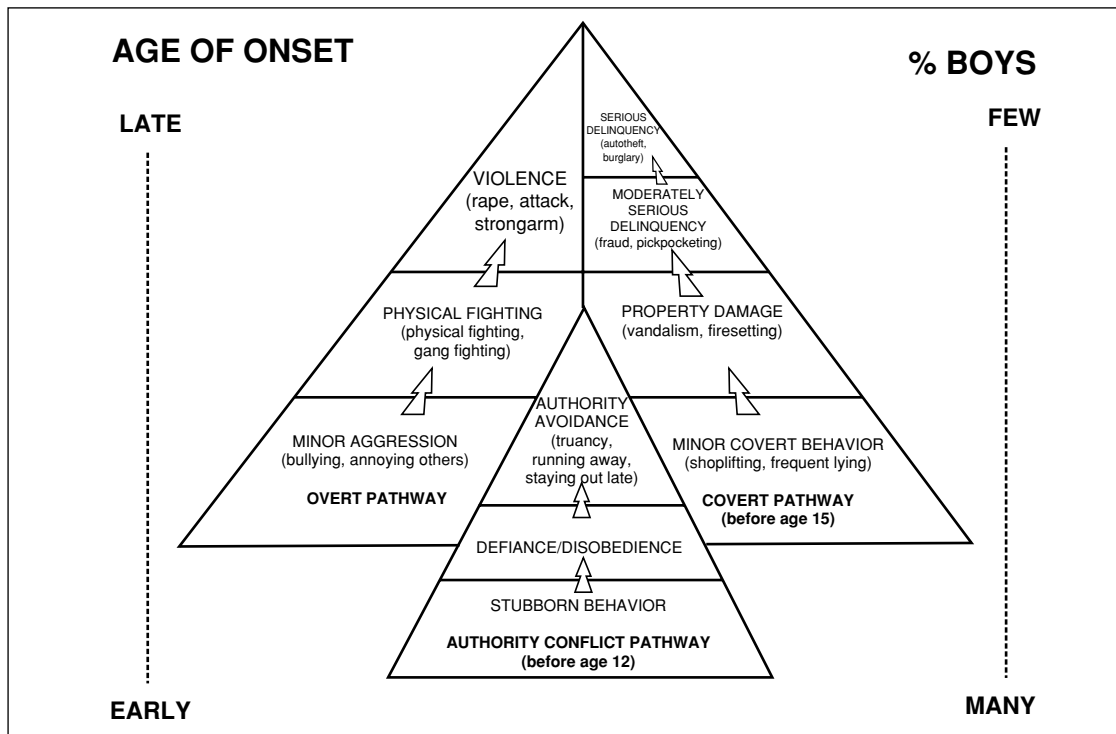 AGE OF ONSET
% BOYS
LATE
FEW
SERIOUS
DELINQUENCY
(autotheft,
burglary)
VIOLENCE
(rape, attack,
strongarm)
MODERATELY
SERIOUS
DELINQUENCY
(fraud, pickpocketing)
PHYSICAL FIGHTING
(physical fighting,
gang fighting)
PROPERTY DAMAGE
(vandalism, firesetting)
AUTHORITY
AVOIDANCE
(truancy,
running away,
staying out late)
MINOR AGGRESSION
(bullying, annoying others)
OVERT PATHWAY
MINOR COVERT BEHAVIOR
(shoplifting, frequent lying)
COVERT PATHWAY
(before age 15)
DEFIANCE/DISOBEDIENCE
STUBBORN BEHAVIOR
AUTHORITY CONFLICT PATHWAY
(before age 12)
EARLY
MANY